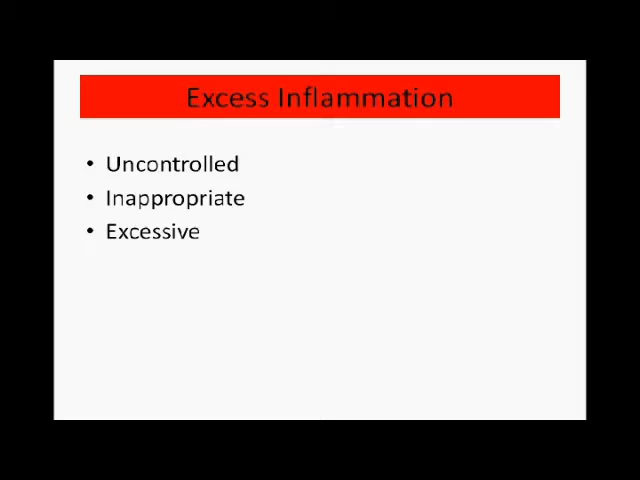 Excess Inflammation
• Uncontrolled
• Inappropriate
• Excessive